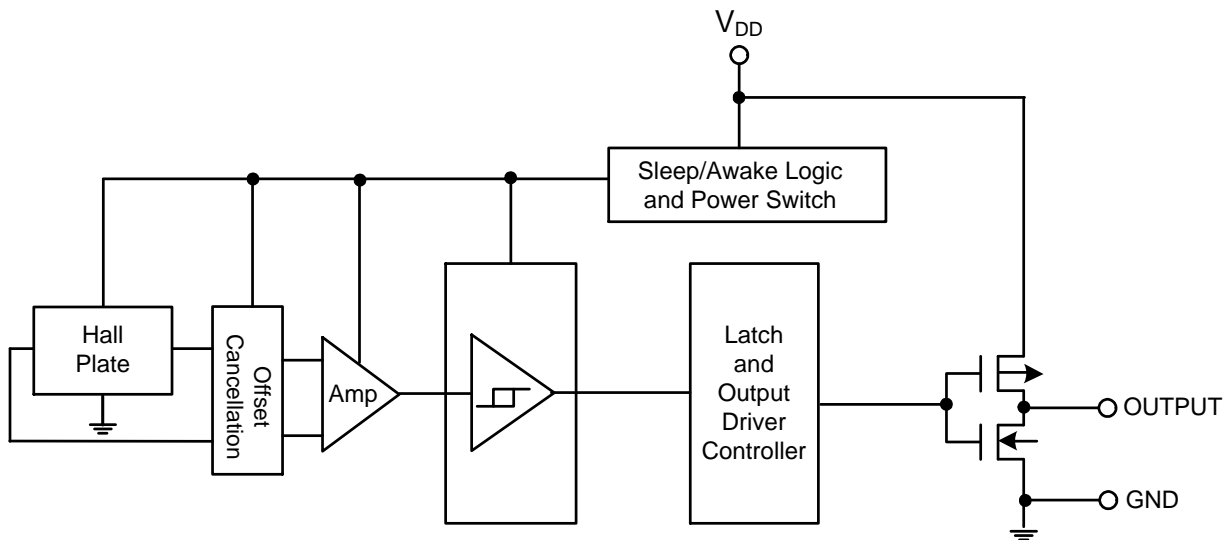 VDD
Sleep/Awake Logic
and Power Switch
Hall
Plate
Offset
Cancellation
Amp
Latch
and
Output
Driver
Controller
OUTPUT
GND